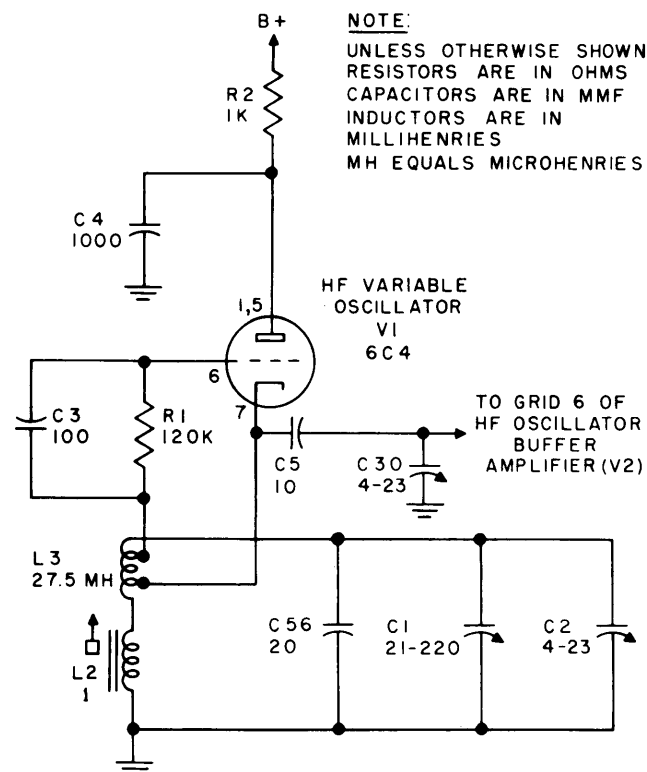 B+
NOTE:
UNLESS OTHERWISE SHOWN
RESISTORS ARE IN OHMS
CAPACITORS ARE IN MMF
INDUCTORS ARE IN
MILLIHENRIES
MH EQUALS MICROHENRIES
R2
1K
C4
1000
HF VARIABLE
OSCILLATOR
V1
6C4
1,5
6
7
C3
100
R1
120K
C5
10
C30
4-23
TO GRID 6 OF
HF OSCILLATOR
BUFFER
AMPLIFIER (V2)
L3
27.5 MH
L2
1
C56
20
C1
21-220
C2
4-23